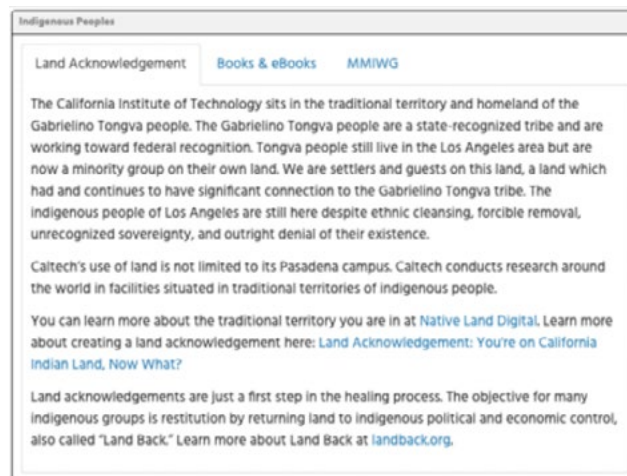 Indigenous Peoples
Land Acknowledgement Books & eBooks MMIWG
The California Institute of Technology sits in the traditional territory and homeland of the
Gabrielino Tongva people. The Gabrielino Tongva people are a state-recognized tribe and are
working toward federal recognition. Tongva people still live in the Los Angeles area but are
now a minority group on their own land. We are settlers and guests on this land, a land which
had and continues to have significant connection to the Gabrielino Tongva tribe. The
indigenous people of Los Angeles are still here despite ethnic cleansing, forcible removal,
unrecognized sovereignty, and outright denial of their existence.
Caltech's use of land is not limited to its Pasadena campus. Caltech conducts research around
the world in facilities situated in traditional territories of indigenous people.
You can learn more about the traditional territory you are in at Native Land Digital. Learn more
about creating a land acknowledgement here: Land Acknowledgement: You're on California
Indian Land, Now What?
Land acknowledgements are just a first step in the healing process. The objective for many
indigenous groups is restitution by returning land to indigenous political and economic control,
also called "Land Back." Learn more about Land Back at landback.org.